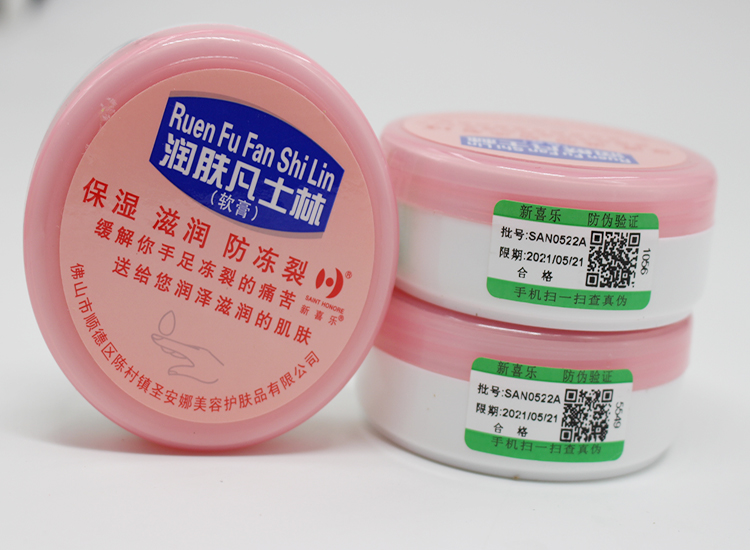 Ruen Fu Fan Shi Lin
润肤凡士林
(软膏)
保湿 滋润 防冻裂
缓解你手足冻裂的痛苦
送给您润泽滋润的肌肤
SAINT HONORE
新喜乐®
佛山市顺德区陈村镇圣安娜美容护肤品有限公司
新喜乐 防伪验证
批号:SAN0522A
限期:2021/05/21
合格
1056
手机扫一扫查真伪
新喜乐 防伪验证
批号:SAN0522A
限期:2021/05/21
合格
5549
手机扫一扫查真伪